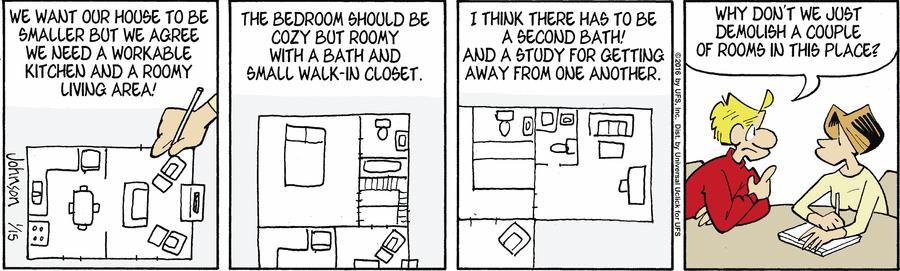 WE WANT OUR HOUSE TO BE
SMALLER BUT WE AGREE
WE NEED A WORKABLE
KITCHEN AND A ROOMY
LIVING AREA!
Johnson 1/15
THE BEDROOM SHOULD BE
COZY BUT ROOMY
WITH A BATH AND
SMALL WALK-IN CLOSET.
I THINK THERE HAS TO BE
A SECOND BATH!
AND A STUDY FOR GETTING
AWAY FROM ONE ANOTHER.
©2016 by UFS, Inc. Dist. by Universal Uclick for UFS
WHY DON'T WE JUST
DEMOLISH A COUPLE
OF ROOMS IN THIS PLACE?